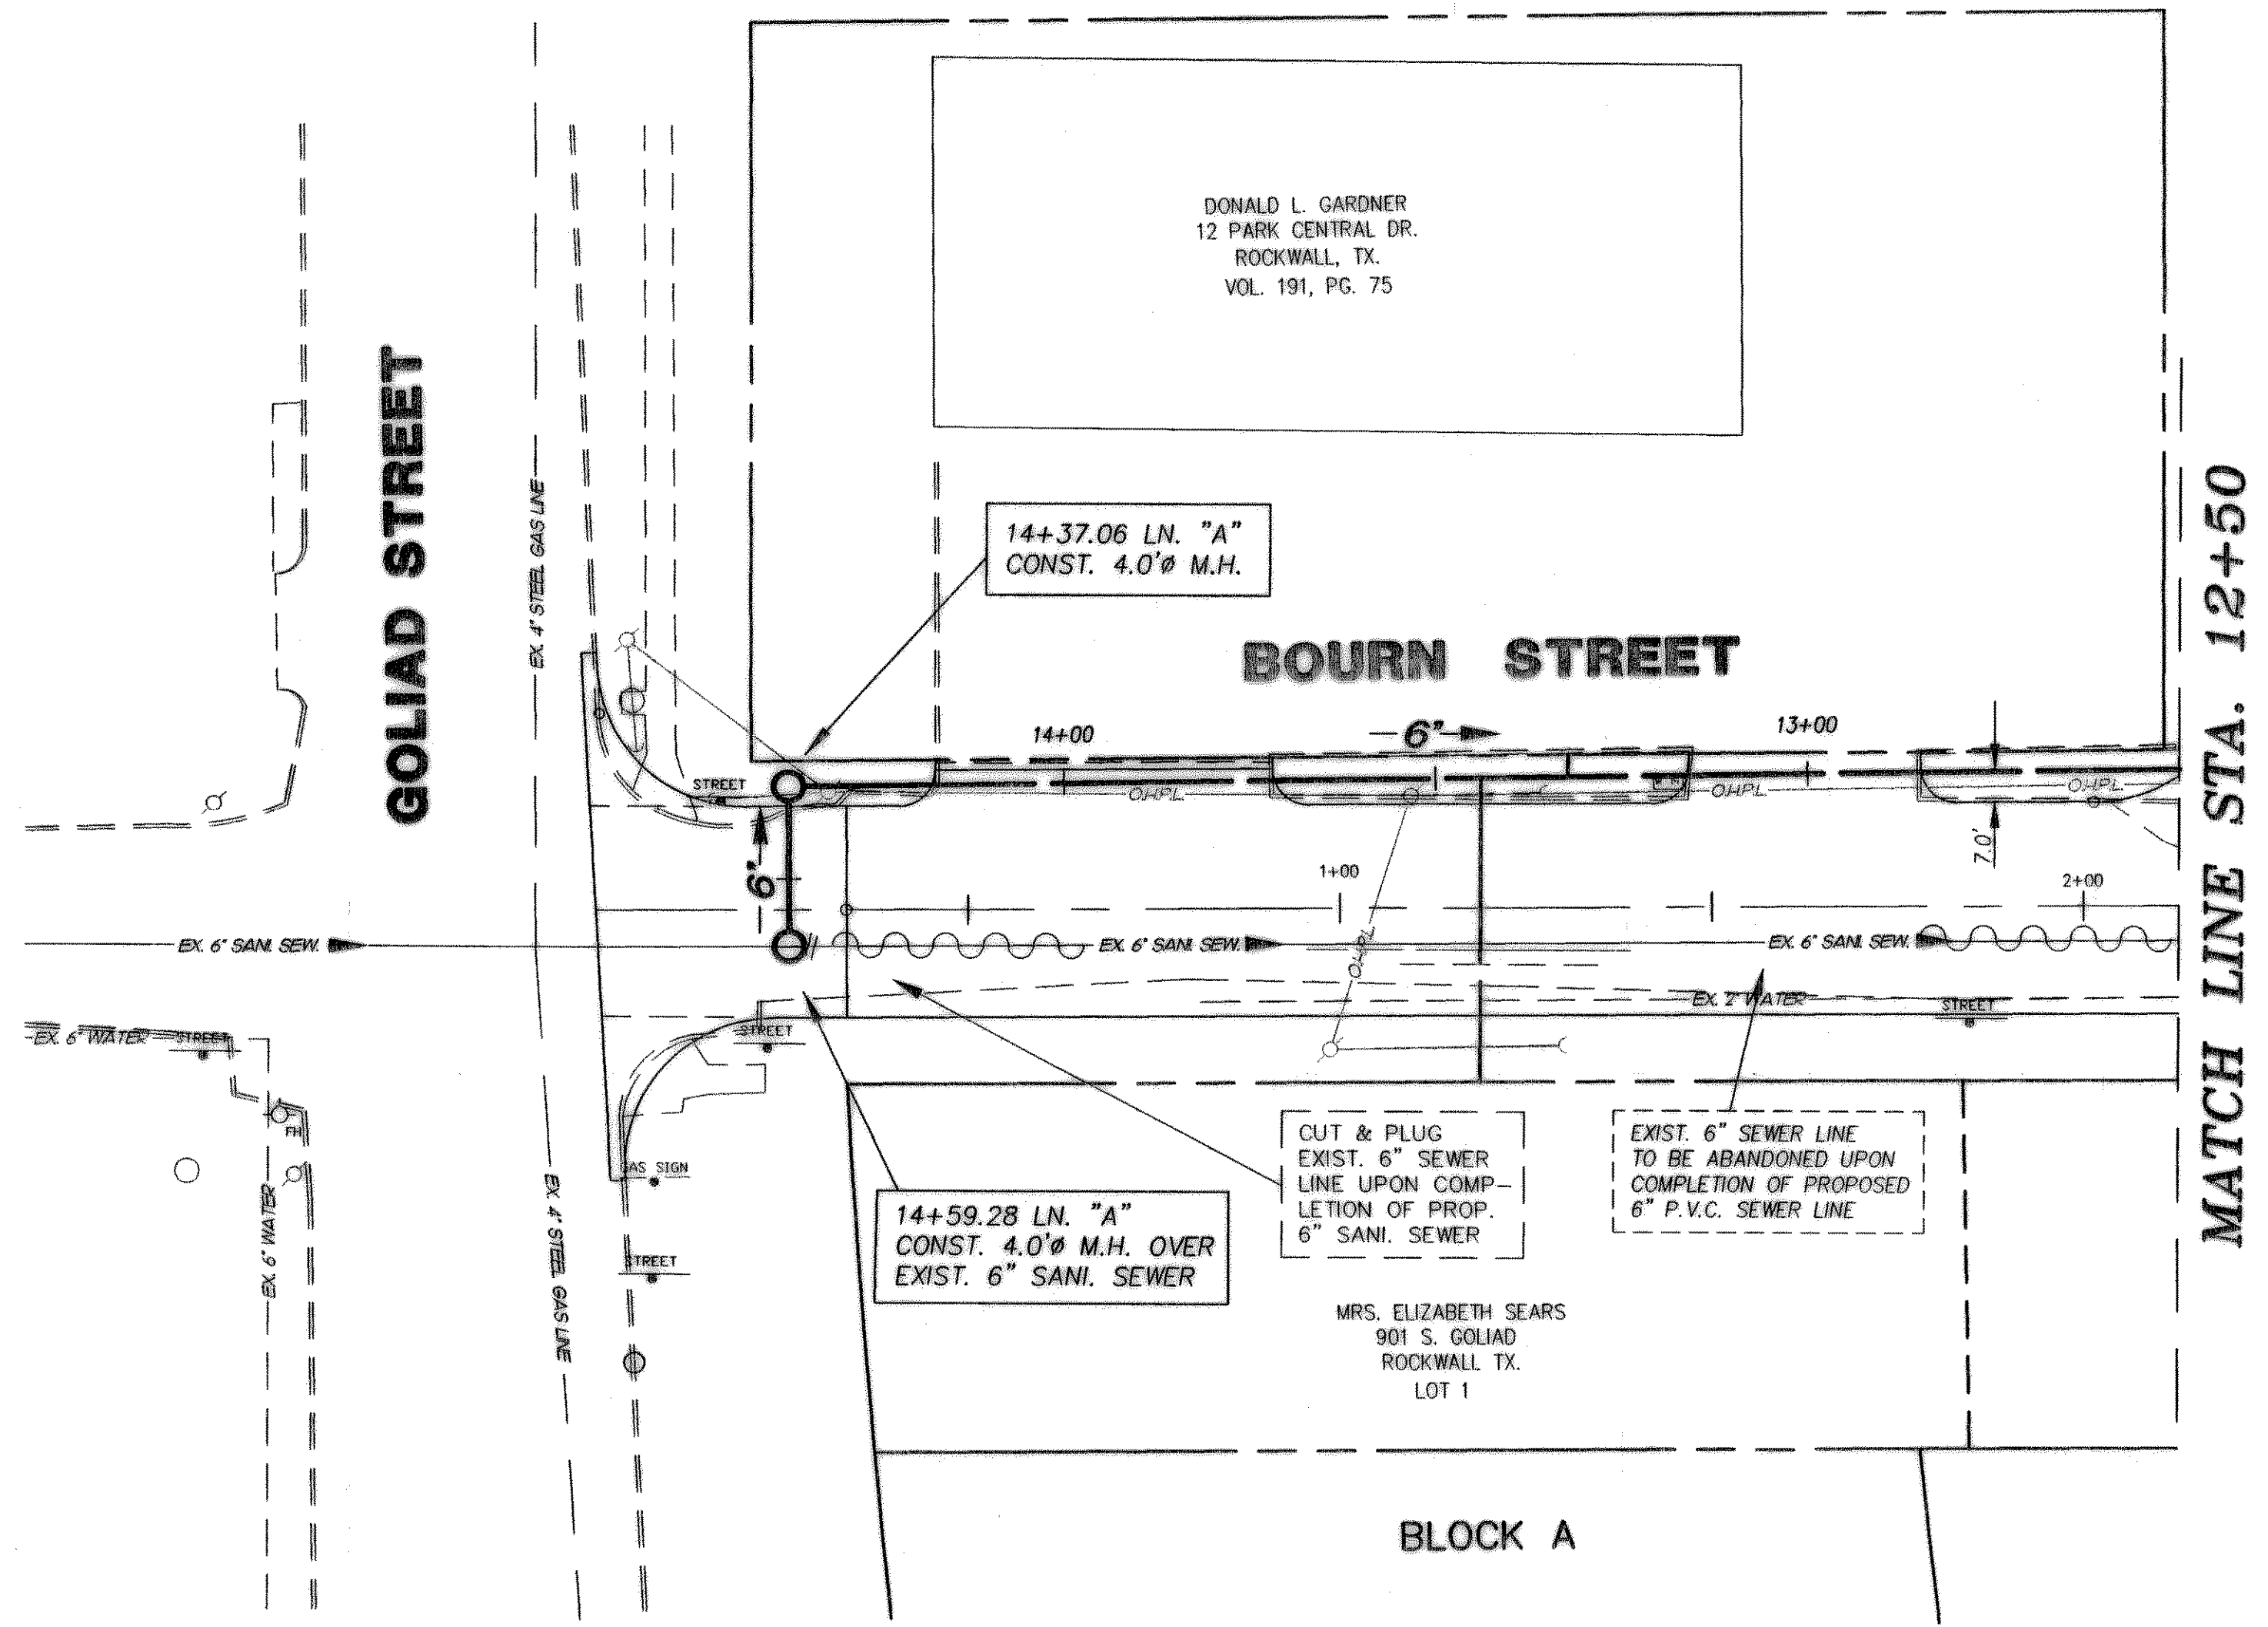 DONALD L. GARDNER
12 PARK CENTRAL DR.
ROCKWALL, TX.
VOL. 191, PG. 75
GOLIAD STREET
EX. 4" STEEL GAS LINE
14+37.06 LN. "A"
CONST. 4.0'ø M.H.
BOURN STREET
MATCH LINE STA. 12+50
14+00
6"
13+00
STREET
O.H.P.L.
O.H.P.L.
O.H.P.L.
7.0'
6"
1+00
2+00
EX. 6" SANI. SEW.
EX. 6" SANI. SEW.
EX. 6" SANI. SEW.
O.H.P.L.
EX. 2" WATER
STREET
EX. 6" WATER
STREET
STREET
FH
GAS SIGN
EX. 6" WATER
EX. 4" STEEL GAS LINE
STREET
14+59.28 LN. "A"
CONST. 4.0'ø M.H. OVER
EXIST. 6" SANI. SEWER
CUT & PLUG
EXIST. 6" SEWER
LINE UPON COMP-
LETION OF PROP.
6" SANI. SEWER
EXIST. 6" SEWER LINE
TO BE ABANDONED UPON
COMPLETION OF PROPOSED
6" P.V.C. SEWER LINE
MRS. ELIZABETH SEARS
901 S. GOLIAD
ROCKWALL TX.
LOT 1
BLOCK A